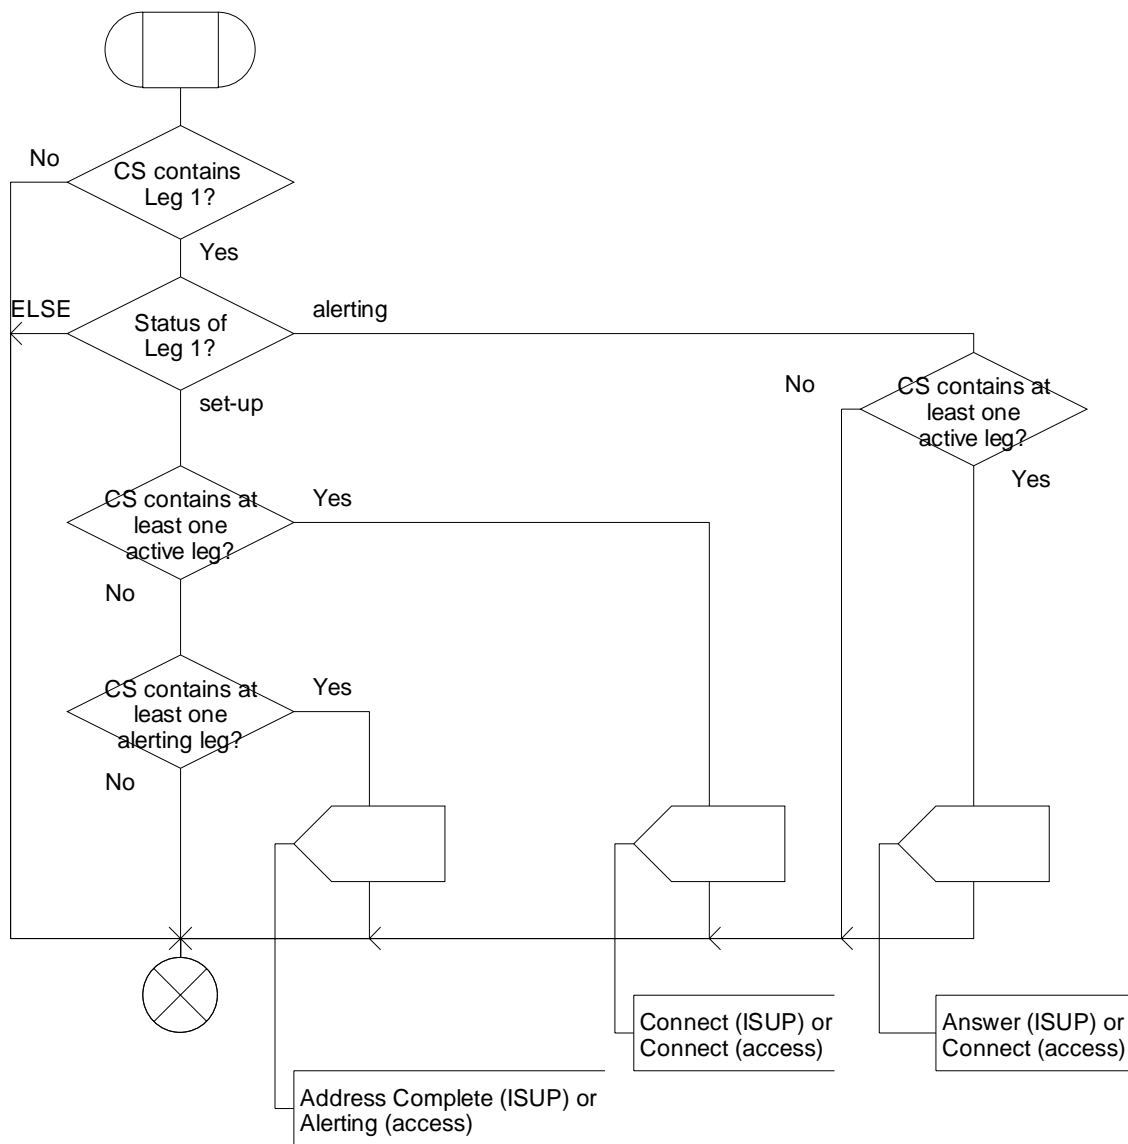 No
CS contains
Leg 1?
Yes
ELSE
Status of
Leg 1?
alerting
set-up
No
CS contains at
least one
active leg?
Yes
CS contains at
least one
active leg?
Yes
No
CS contains at
least one
alerting leg?
Yes
No
Connect (ISUP) or
Connect (access)
Answer (ISUP) or
Connect (access)
Address Complete (ISUP) or
Alerting (access)